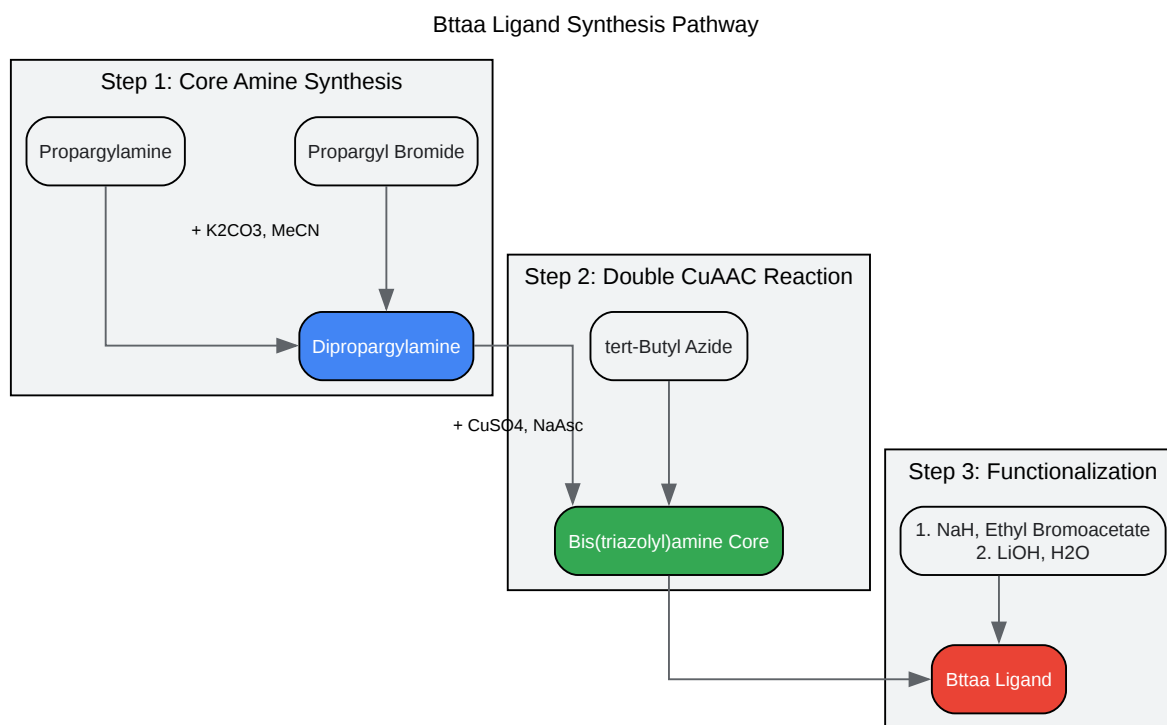 Bttaa Ligand Synthesis Pathway
Step 1: Core Amine Synthesis
Propargylamine
Propargyl Bromide
+ K2CO3, MeCN
Dipropargylamine
Step 2: Double CuAAC Reaction
tert-Butyl Azide
+ CuSO4, NaAsc
Bis(triazolyl)amine Core
Step 3: Functionalization
1. NaH, Ethyl Bromoacetate
2. LiOH, H2O
Bttaa Ligand